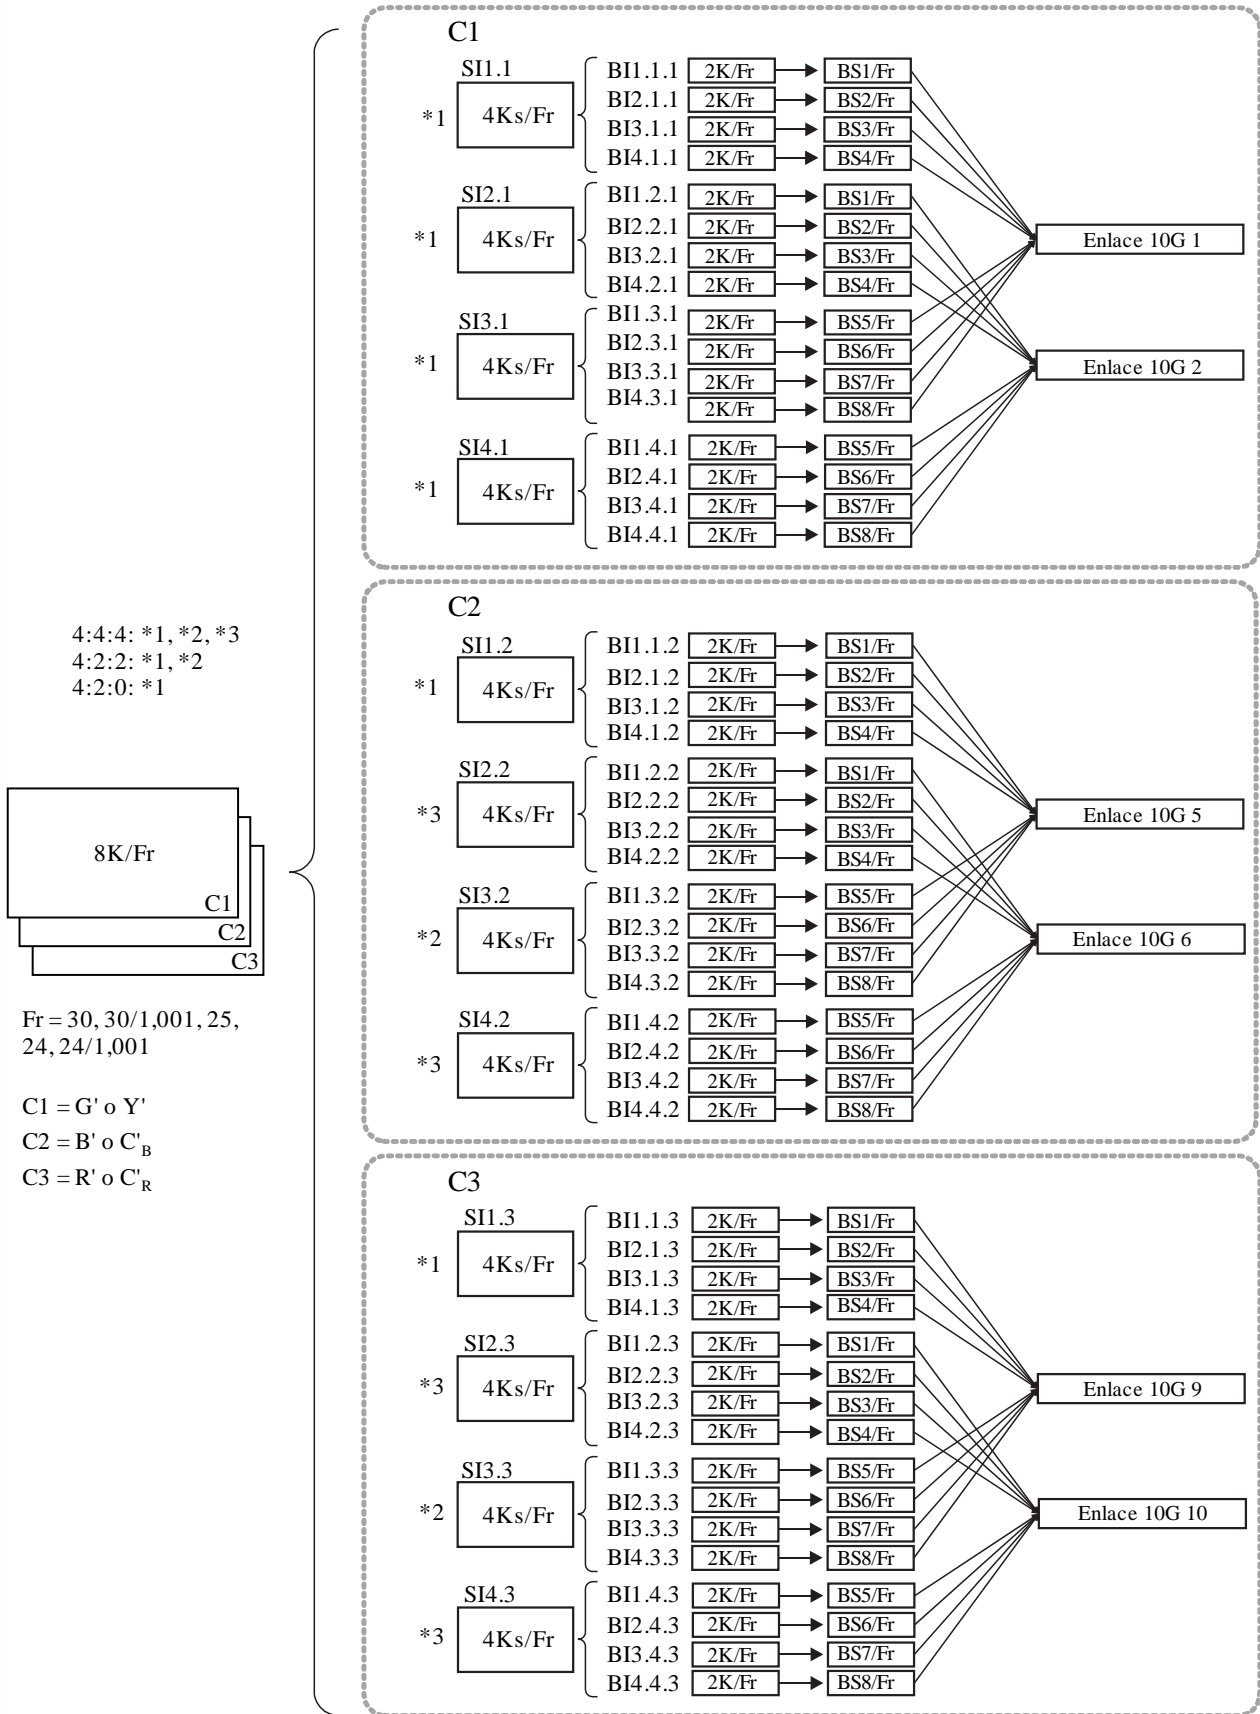 4:4:4: *1, *2, *3
4:2:2: *1, *2
4:2:0: *1
8K/Fr
C1
C2
C3
Fr = 30, 30/1,001, 25,
24, 24/1,001
C1 = G' o Y'
C2 = B' o C'B
C3 = R' o C'R
C1
SI1.1
*1
4Ks/Fr
BI1.1.1 2K/Fr BS1/Fr
BI2.1.1 2K/Fr BS2/Fr
BI3.1.1 2K/Fr BS3/Fr
BI4.1.1 2K/Fr BS4/Fr
SI2.1
*1
4Ks/Fr
BI1.2.1 2K/Fr BS1/Fr
BI2.2.1 2K/Fr BS2/Fr
BI3.2.1 2K/Fr BS3/Fr
BI4.2.1 2K/Fr BS4/Fr
SI3.1
*1
4Ks/Fr
BI1.3.1 2K/Fr BS5/Fr
BI2.3.1 2K/Fr BS6/Fr
BI3.3.1 2K/Fr BS7/Fr
BI4.3.1 2K/Fr BS8/Fr
SI4.1
*1
4Ks/Fr
BI1.4.1 2K/Fr BS5/Fr
BI2.4.1 2K/Fr BS6/Fr
BI3.4.1 2K/Fr BS7/Fr
BI4.4.1 2K/Fr BS8/Fr
Enlace 10G 1
Enlace 10G 2
C2
SI1.2
*1
4Ks/Fr
BI1.1.2 2K/Fr BS1/Fr
BI2.1.2 2K/Fr BS2/Fr
BI3.1.2 2K/Fr BS3/Fr
BI4.1.2 2K/Fr BS4/Fr
SI2.2
*3
4Ks/Fr
BI1.2.2 2K/Fr BS1/Fr
BI2.2.2 2K/Fr BS2/Fr
BI3.2.2 2K/Fr BS3/Fr
BI4.2.2 2K/Fr BS4/Fr
SI3.2
*2
4Ks/Fr
BI1.3.2 2K/Fr BS5/Fr
BI2.3.2 2K/Fr BS6/Fr
BI3.3.2 2K/Fr BS7/Fr
BI4.3.2 2K/Fr BS8/Fr
SI4.2
*3
4Ks/Fr
BI1.4.2 2K/Fr BS5/Fr
BI2.4.2 2K/Fr BS6/Fr
BI3.4.2 2K/Fr BS7/Fr
BI4.4.2 2K/Fr BS8/Fr
Enlace 10G 5
Enlace 10G 6
C3
SI1.3
*1
4Ks/Fr
BI1.1.3 2K/Fr BS1/Fr
BI2.1.3 2K/Fr BS2/Fr
BI3.1.3 2K/Fr BS3/Fr
BI4.1.3 2K/Fr BS4/Fr
SI2.3
*3
4Ks/Fr
BI1.2.3 2K/Fr BS1/Fr
BI2.2.3 2K/Fr BS2/Fr
BI3.2.3 2K/Fr BS3/Fr
BI4.2.3 2K/Fr BS4/Fr
SI3.3
*2
4Ks/Fr
BI1.3.3 2K/Fr BS5/Fr
BI2.3.3 2K/Fr BS6/Fr
BI3.3.3 2K/Fr BS7/Fr
BI4.3.3 2K/Fr BS8/Fr
SI4.3
*3
4Ks/Fr
BI1.4.3 2K/Fr BS5/Fr
BI2.4.3 2K/Fr BS6/Fr
BI3.4.3 2K/Fr BS7/Fr
BI4.4.3 2K/Fr BS8/Fr
Enlace 10G 9
Enlace 10G 10